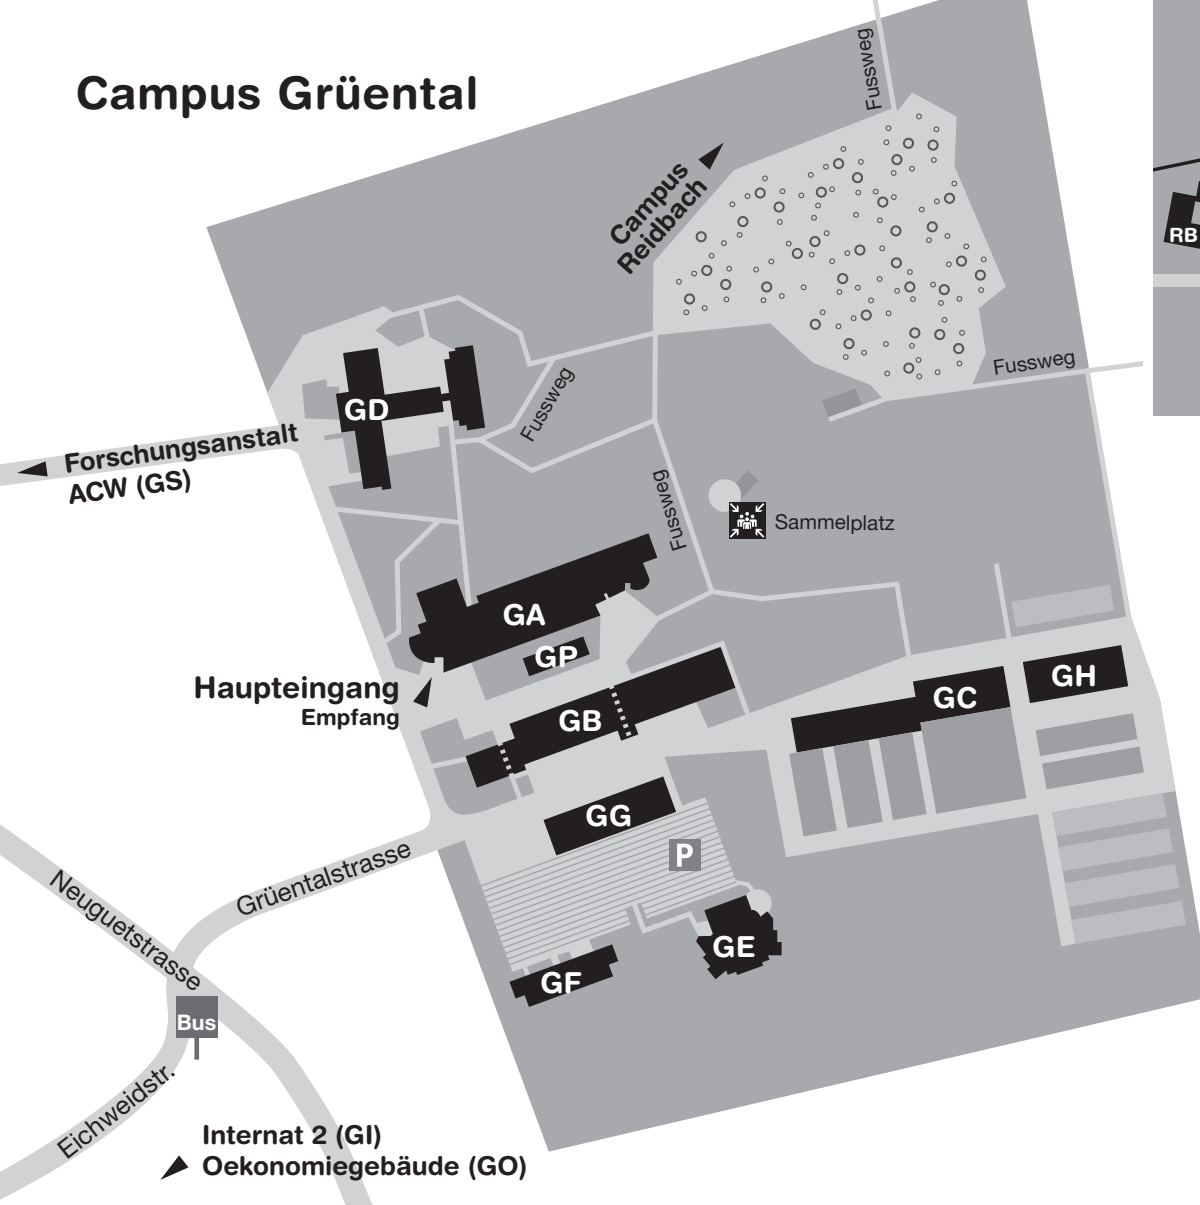 Campus Grüental
Fussweg
Campus
Reidbach
RB
Fussweg
GD
Fussweg
Forschungsanstalt
ACW (GS)
Fussweg
Sammelplatz
GA
GP
Haupteingang
Empfang
GB
GC
GH
GG
P
Grüentalstrasse
Neuguetstrasse
GE
GF
Bus
Eichweidstr.
Internat 2 (GI)
Oekonomiegebäude (GO)